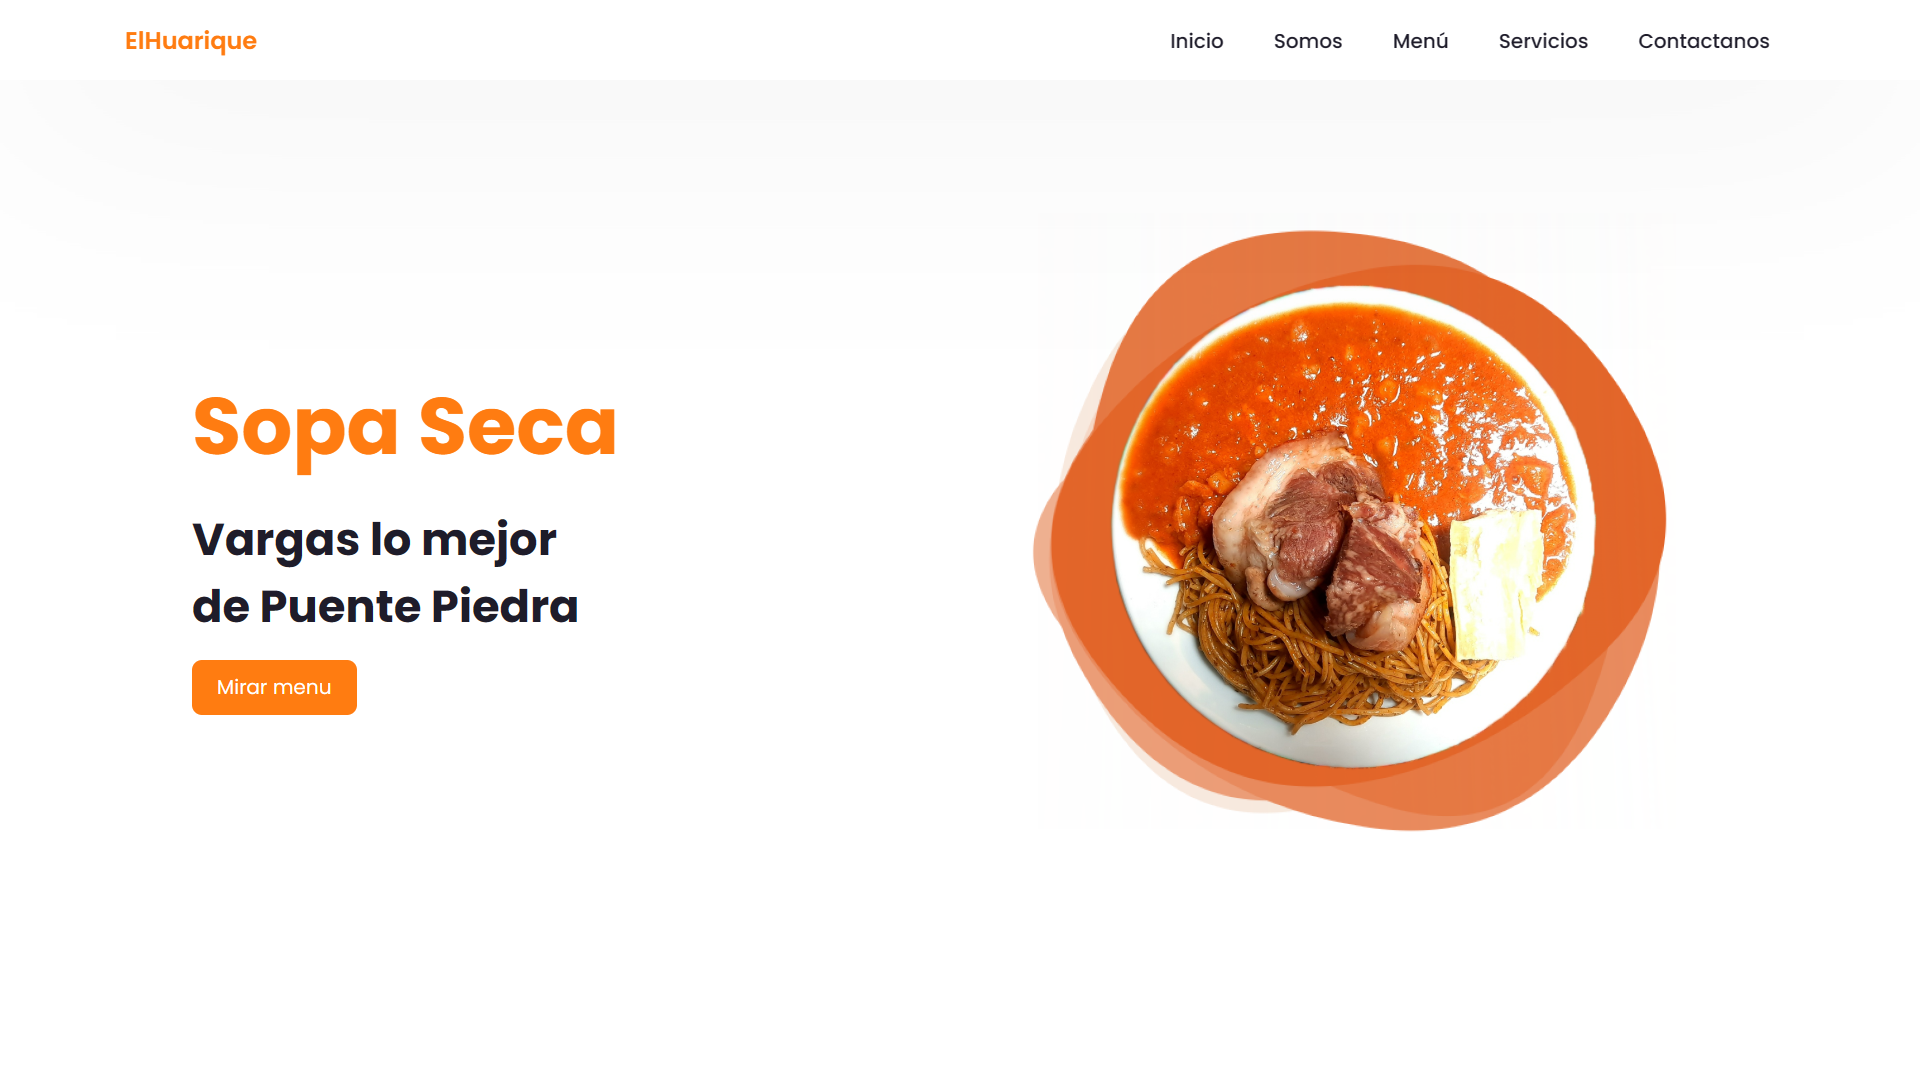 ElHuarique
Inicio Somos Menú Servicios Contactanos
Sopa Seca
Vargas lo mejor
de Puente Piedra
Mirar menu